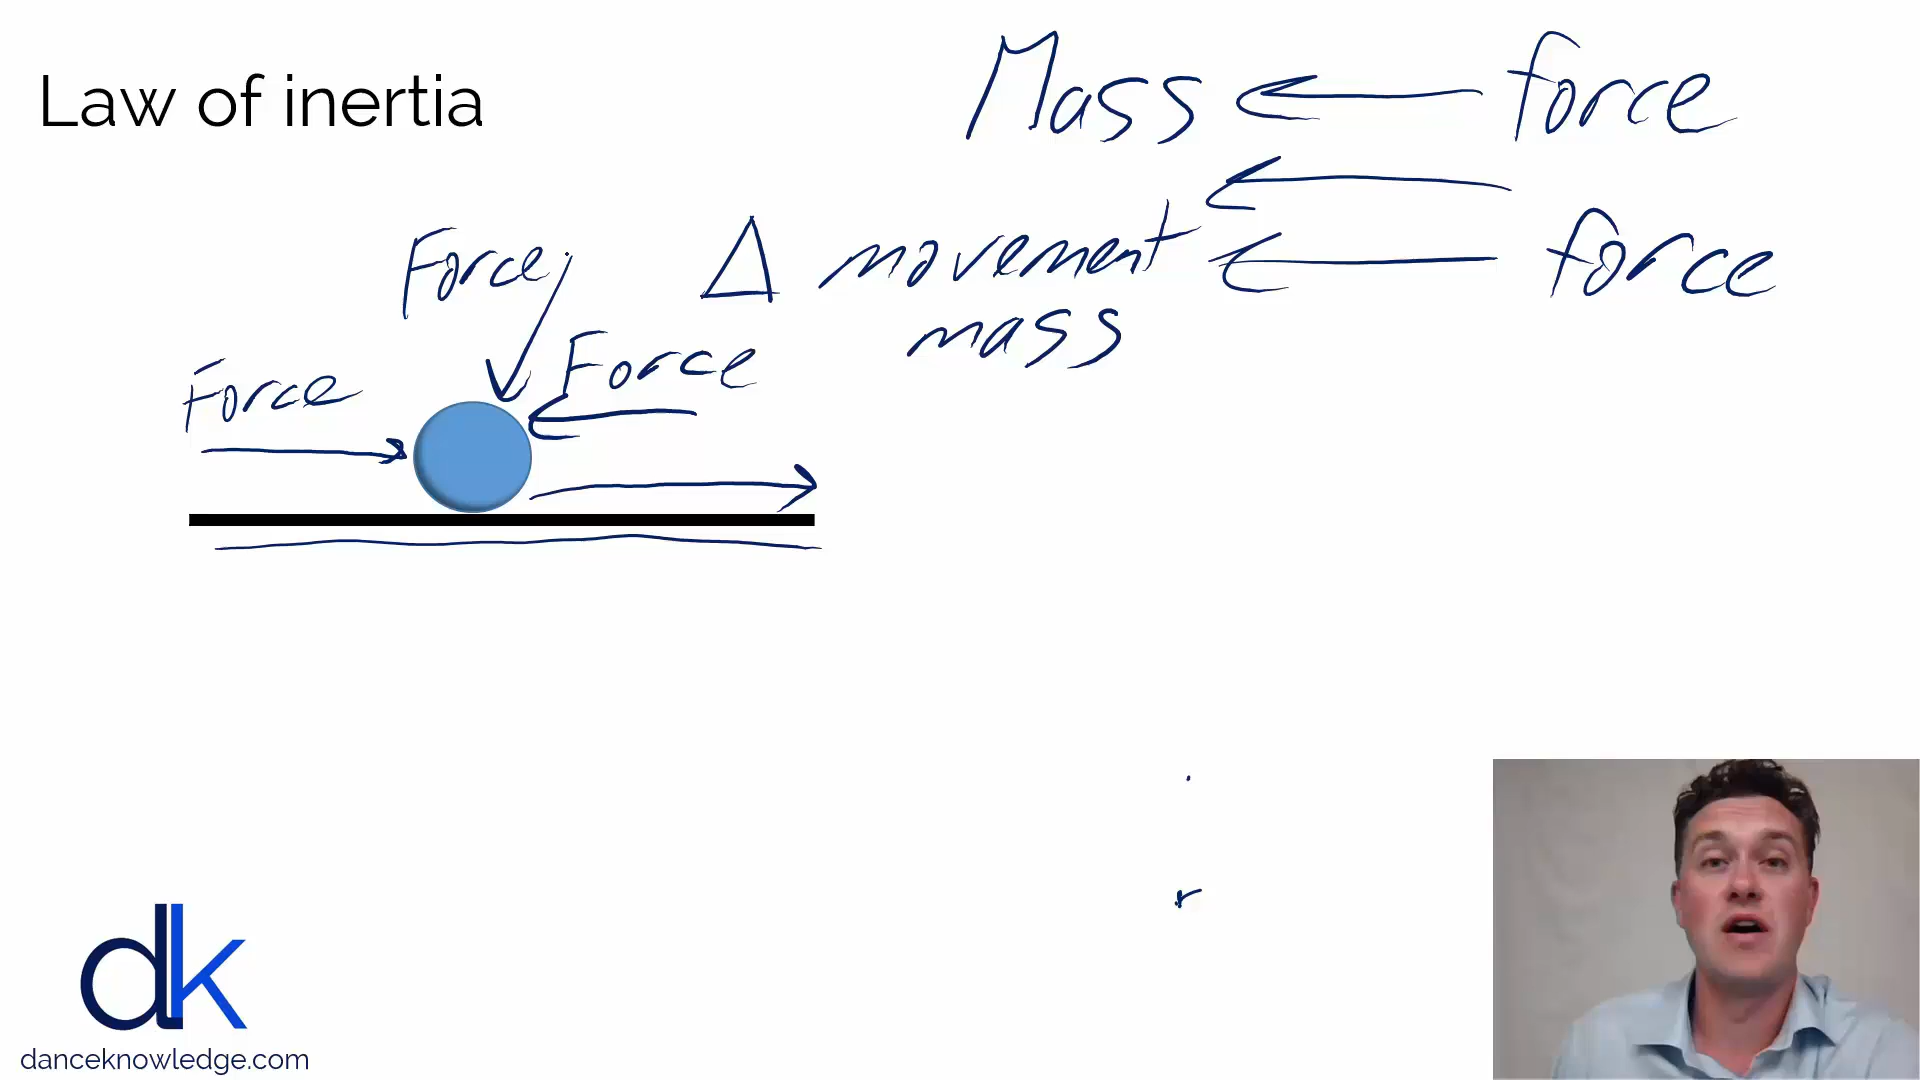 Law of inertia
Mass ← force
Δ movement ← force
mass
Force
Force
Force
r
dk
danceknowledge.com